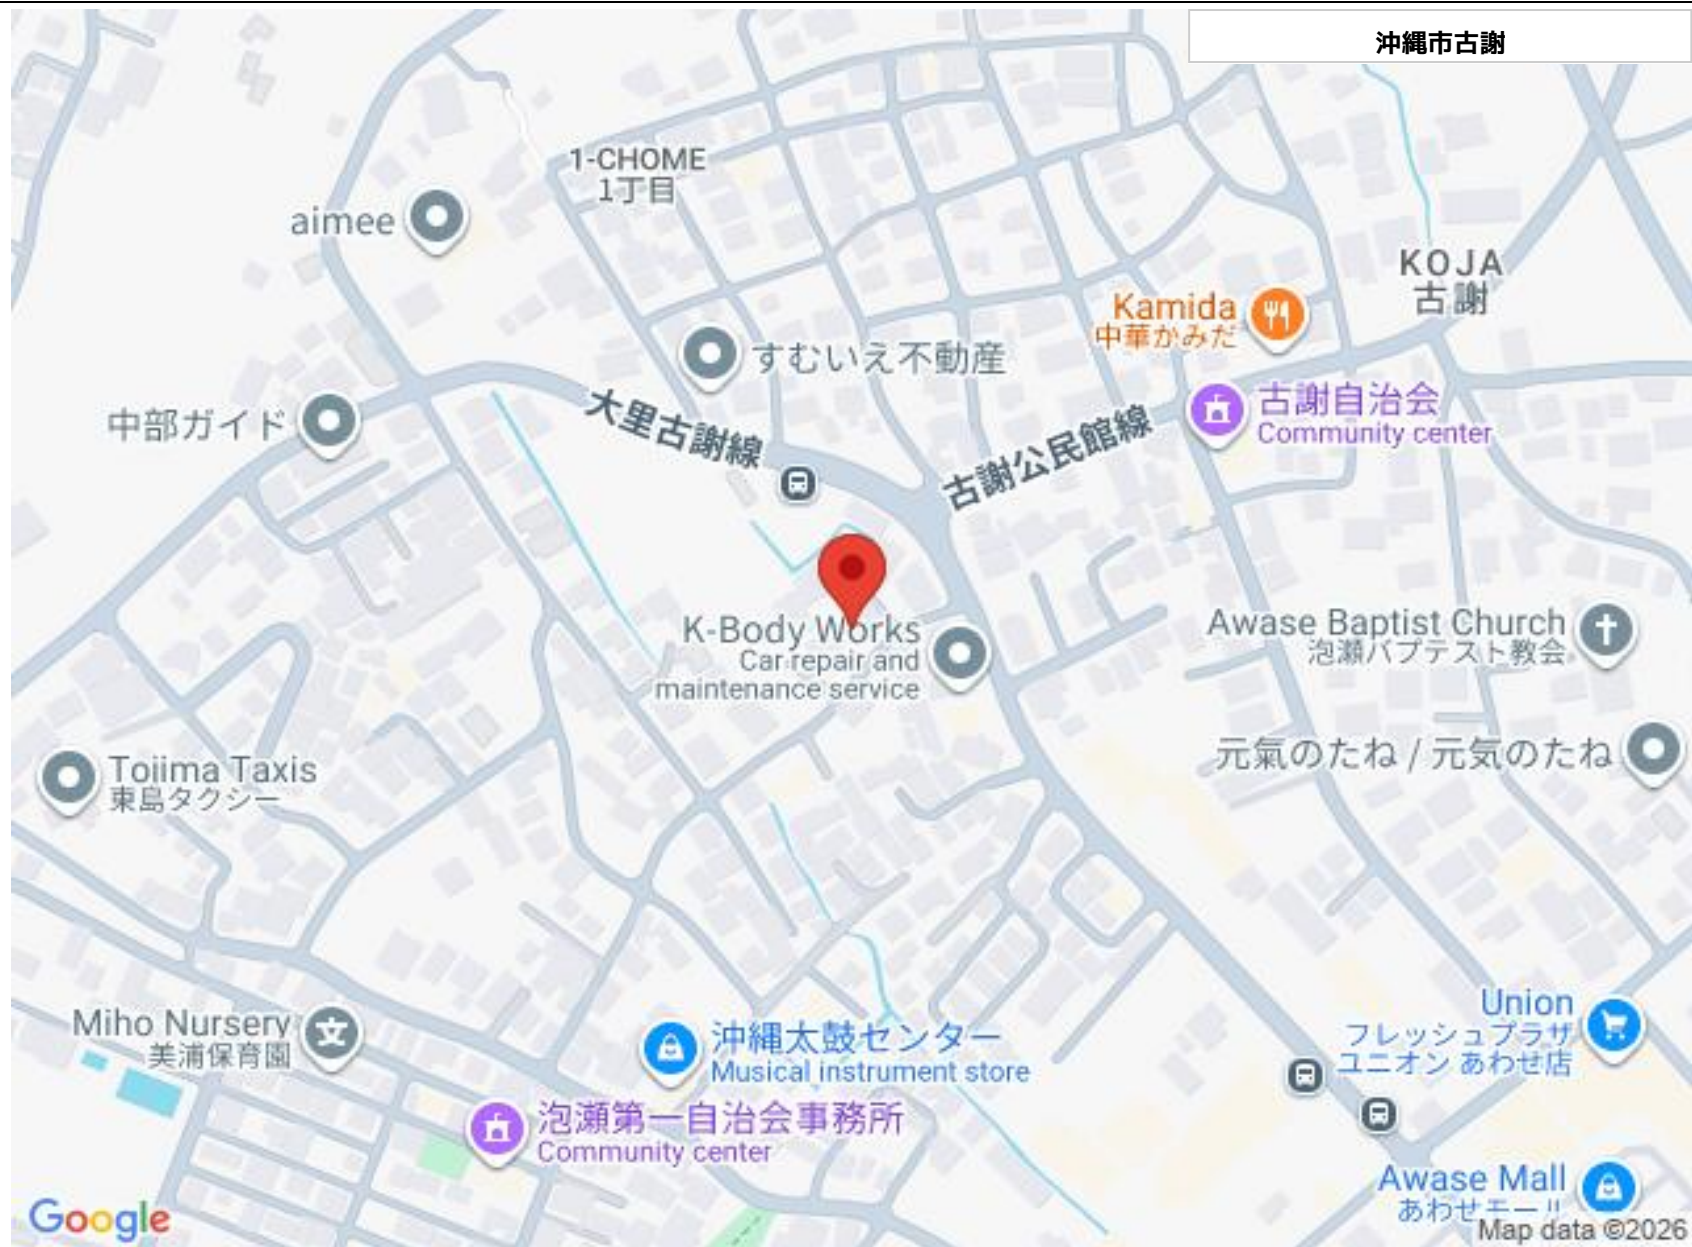 沖縄市古謝
1-CHOME
1丁目
aimee
KOJA
古謝
Kamida
中華かみだ
すむいえ不動産
古謝自治会
Community center
中部ガイド
大里古謝線
古謝公民館線
K-Body Works
Car repair and
maintenance service
Awase Baptist Church
泡瀬バプテスト教会
元氣のたね / 元気のたね
Tojima Taxis
東島タクシー
Union
フレッシュプラザ
ユニオン あわせ店
Miho Nursery
美浦保育園
沖縄太鼓センター
Musical instrument store
泡瀬第一自治会事務所
Community center
Awase Mall
あわせモール
Google
Map data ©2026